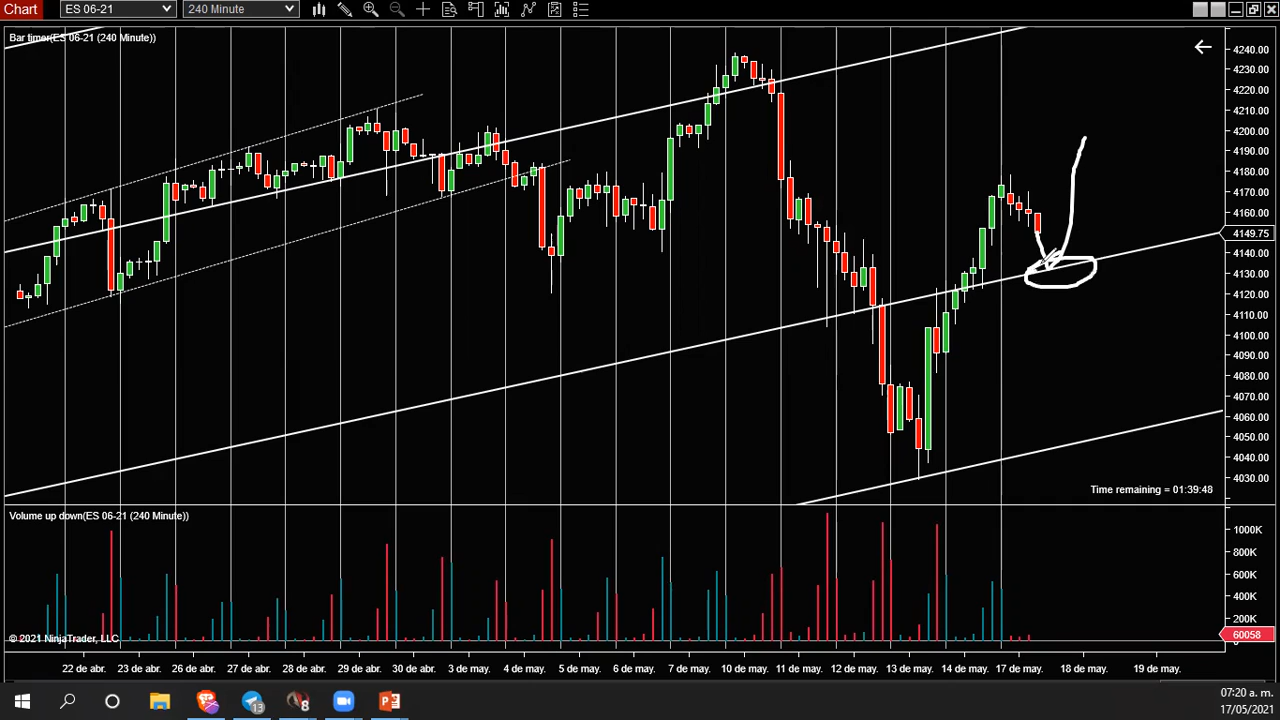 Chart ES 06-21 240 Minute
Bar timer(ES 06-21 (240 Minute))
4240.00
4230.00
4220.00
4210.00
4200.00
4190.00
4180.00
4170.00
4160.00
4149.75
4140.00
4130.00
4120.00
4110.00
4100.00
4090.00
4080.00
4070.00
4060.00
4050.00
4040.00
4030.00
Time remaining = 01:39:48
Volume up down(ES 06-21 (240 Minute))
1000K
800K
600K
400K
200K
60058
0
© 2021 NinjaTrader, LLC
22 de abr. 23 de abr. 26 de abr. 27 de abr. 28 de abr. 29 de abr. 30 de abr. 3 de may. 4 de may. 5 de may. 6 de may. 7 de may. 10 de may. 11 de may. 12 de may. 13 de may. 14 de may. 17 de may. 18 de may. 19 de may.
13
8
07:20 a. m.
17/05/2021